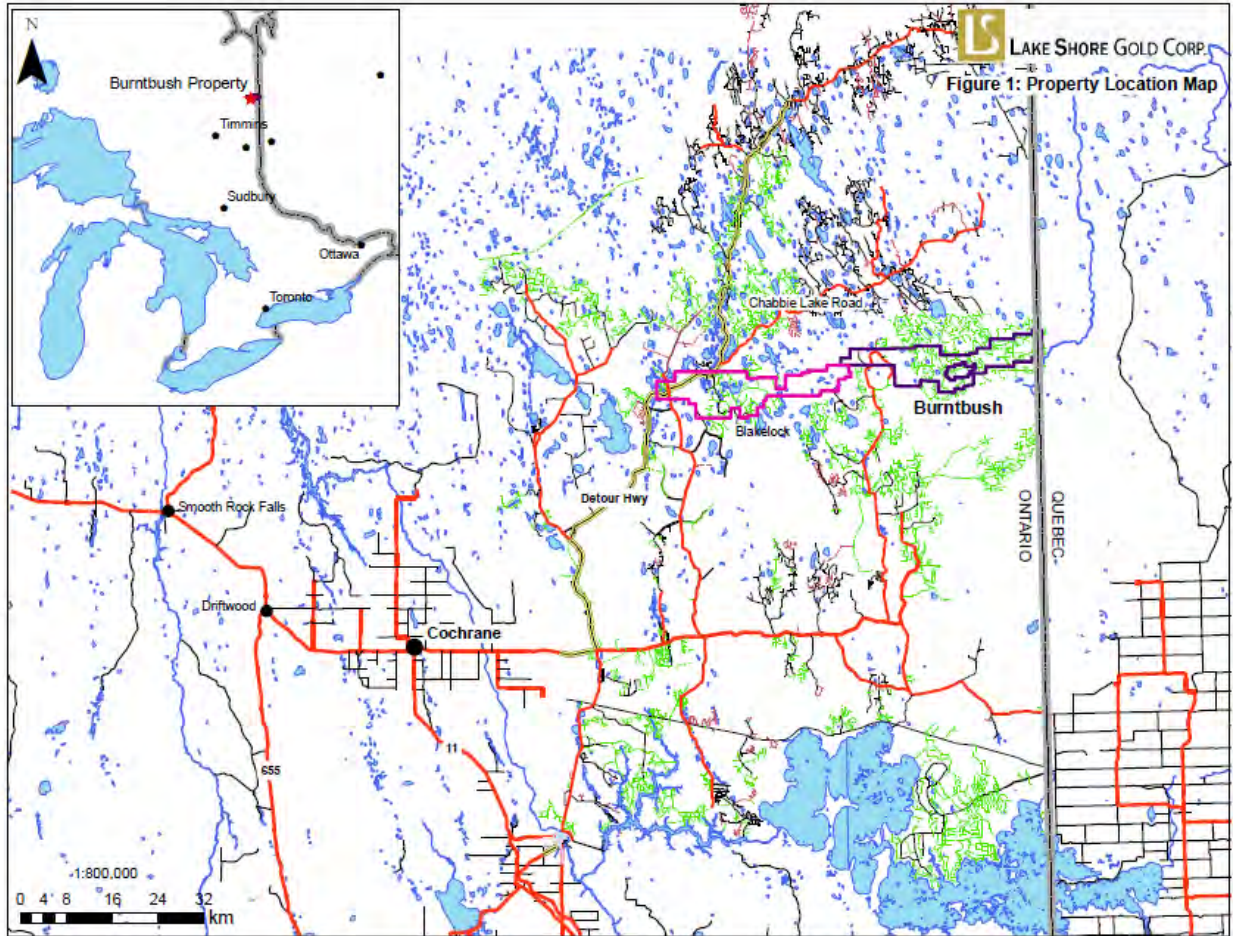 N
Burntbush Property
Timmins
Sudbury
Ottawa
Toronto
LS LAKE SHORE GOLD CORP.
Figure 1: Property Location Map
Chabbie Lake Road
Burntbush
Blakelock
Detour Hwy
Smooth Rock Falls
QUEBEC
ONTARIO
Driftwood
Cochrane
11
655
1:800,000
0 4 8 16 24 32
km